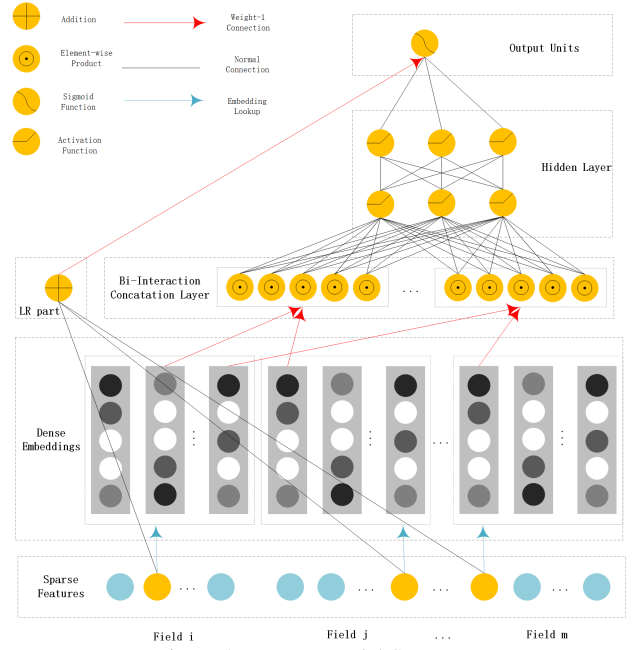 Addition
Weight-1
Connection
Element-wise
Product
Normal
Connection
Sigmoid
Function
Embedding
Lookup
Activation
Function
Output Units
Hidden Layer
Bi-Interaction
Concatation Layer
...
LR part
Dense
Embeddings
...
Sparse
Features
...
...
...
Field i
Field j
...
Field m